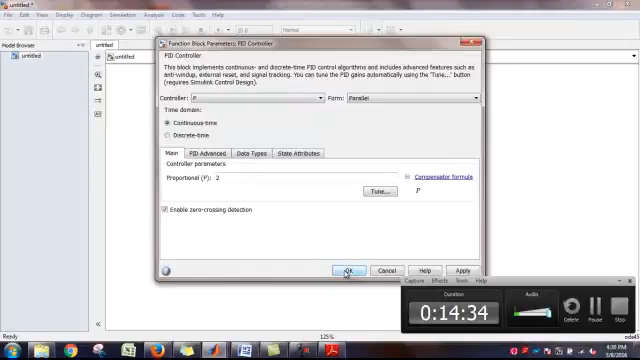 untitled *
File Edit View Display Diagram Simulation Analysis Code Tools Help
Normal
Model Browser
untitled
untitled
untitled
Function Block Parameters: PID Controller
PID Controller
This block implements continuous- and discrete-time PID control algorithms and includes advanced features such as
anti-windup, external reset, and signal tracking. You can tune the PID gains automatically using the 'Tune...' button
(requires Simulink Control Design).
Controller: P
Form: Parallel
Time domain:
Continuous-time
Discrete-time
Main PID Advanced Data Types State Attributes
Controller parameters
Proportional (P): 2
Compensator formula
Tune...
P
Enable zero-crossing detection
OK Cancel Help Apply
Capture Effects Tools Help
Duration
0:14:34
Audio
Delete Pause Stop
Ready
125%
ode45
4:38 PM
3/8/2016